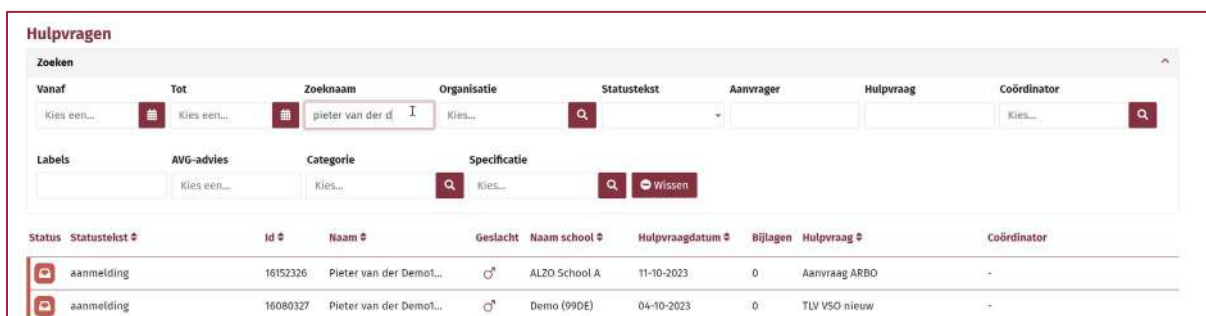 Hulpvragen
Zoeken
Vanaf Tot Zoeknaam Organisatie Statustekst Aanvrager Hulpvraag Coördinator
Kies een... Kies een... pieter van der d Kies... Kies...
Labels AVG-advies Categorie Specificatie
Kies een... Kies... Kies... Wissen
Status Statustekst Id Naam Geslacht Naam school Hulpvraagdatum Bijlagen Hulpvraag Coördinator
aanmelding 16152326 Pieter van der Demo1... ALZO School A 11-10-2023 0 Aanvraag ARBO -
aanmelding 16080327 Pieter van der Demo1... Demo (99DE) 04-10-2023 0 TLV VSO nieuw -